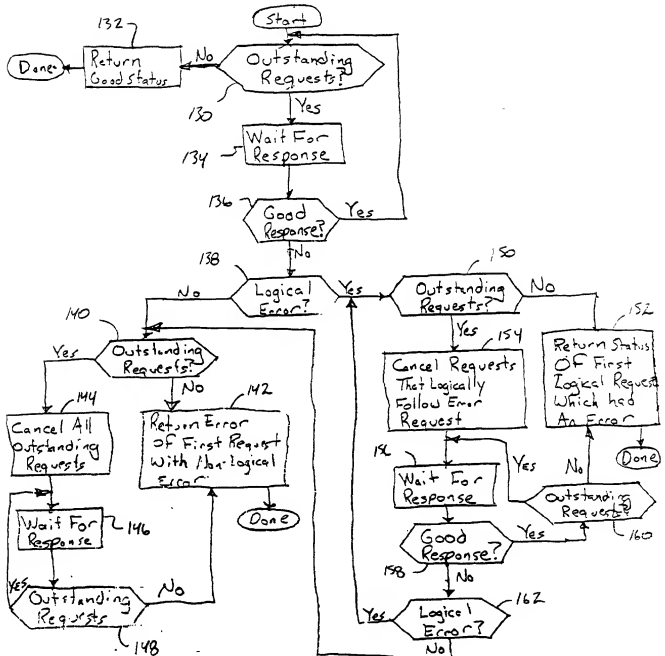 Start
132
Done
Return
Good Status
No
Outstanding
Requests?
130
Yes
134
Wait For
Response
136
Good
Response?
Yes
No
138
Logical
Error?
No
Yes
150
Outstanding
Requests?
No
140
Outstanding
Requests?
Yes
No
144
Cancel All
Outstanding
Requests
142
Return Error
Of First Request
With Non-Logical
Error
Done
Wait For
Response
146
Yes
Outstanding
Requests
No
148
Yes
154
Cancel Requests
That Logically
Follow Error
Request
152
Return Status
Of First
Logical Request
Which had
An Error
Done
156
Wait For
Response
Yes
No
Outstanding
Requests?
160
Good
Response?
Yes
158
No
162
Logical
Error?
Yes
No